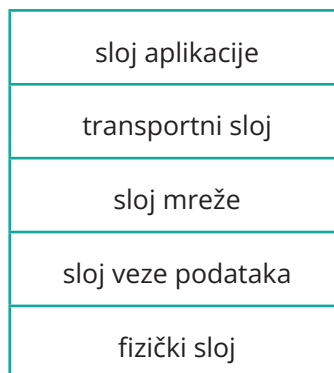 sloj aplikacije
transportni sloj
sloj mreže
sloj veze podataka
fizički sloj